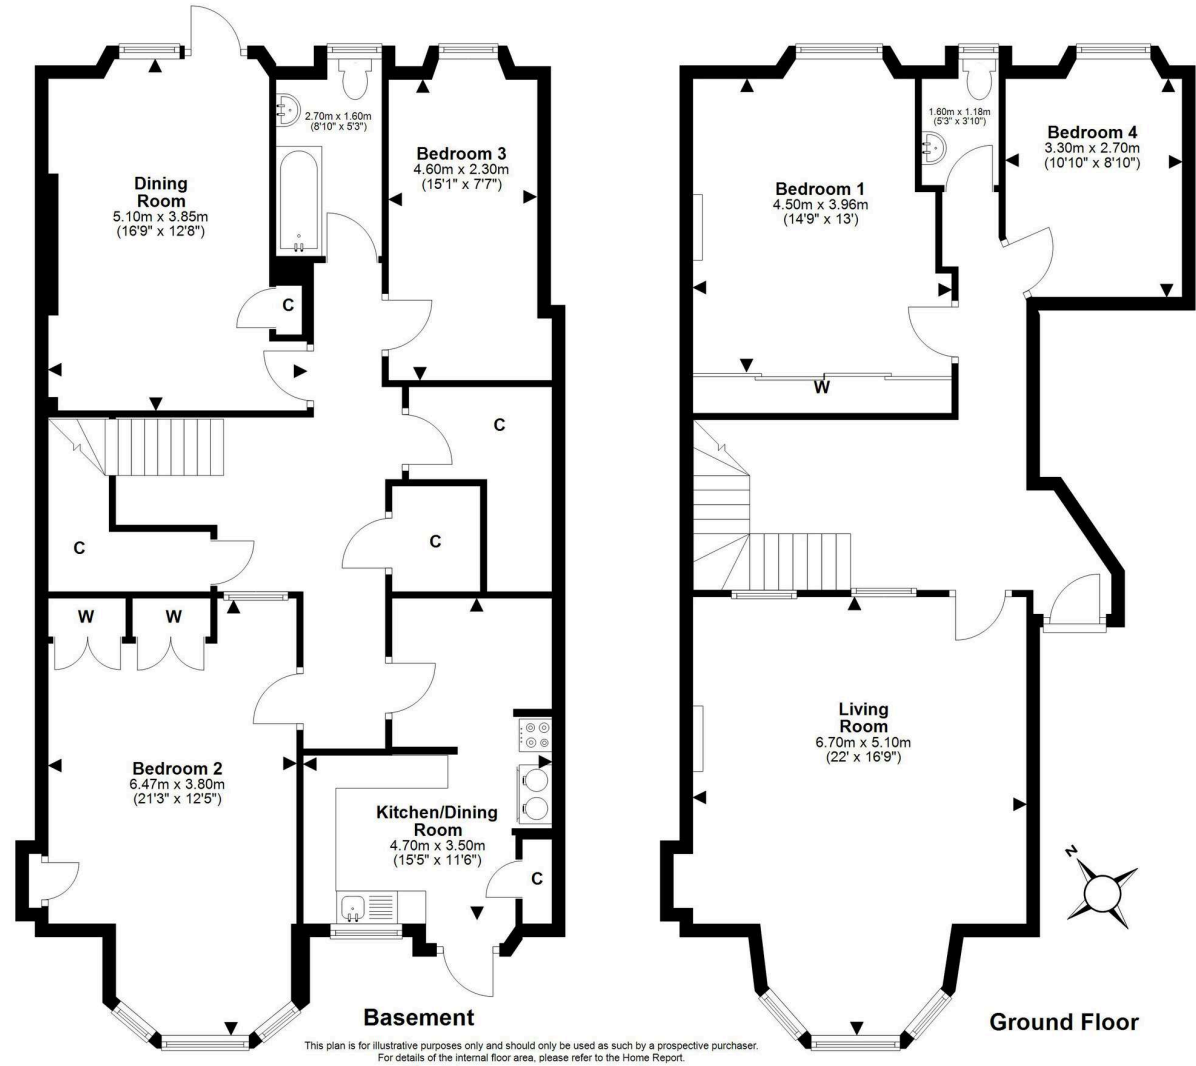 Dining
Room
5.10m x 3.85m
(16'9" x 12'8")
2.70m x 1.60m
(8'10" x 5'3")
Bedroom 3
4.60m x 2.30m
(15'1" x 7'7")
C
C
C
C
W
W
Bedroom 2
6.47m x 3.80m
(21'3" x 12'5")
Kitchen/Dining
Room
4.70m x 3.50m
(15'5" x 11'6")
C
Basement
Bedroom 1
4.50m x 3.96m
(14'9" x 13')
1.60m x 1.18m
(5'3" x 3'10")
Bedroom 4
3.30m x 2.70m
(10'10" x 8'10")
W
Living
Room
6.70m x 5.10m
(22' x 16'9")
N
Ground Floor
This plan is for illustrative purposes only and should only be used as such by a prospective purchaser.
For details of the internal floor area, please refer to the Home Report.